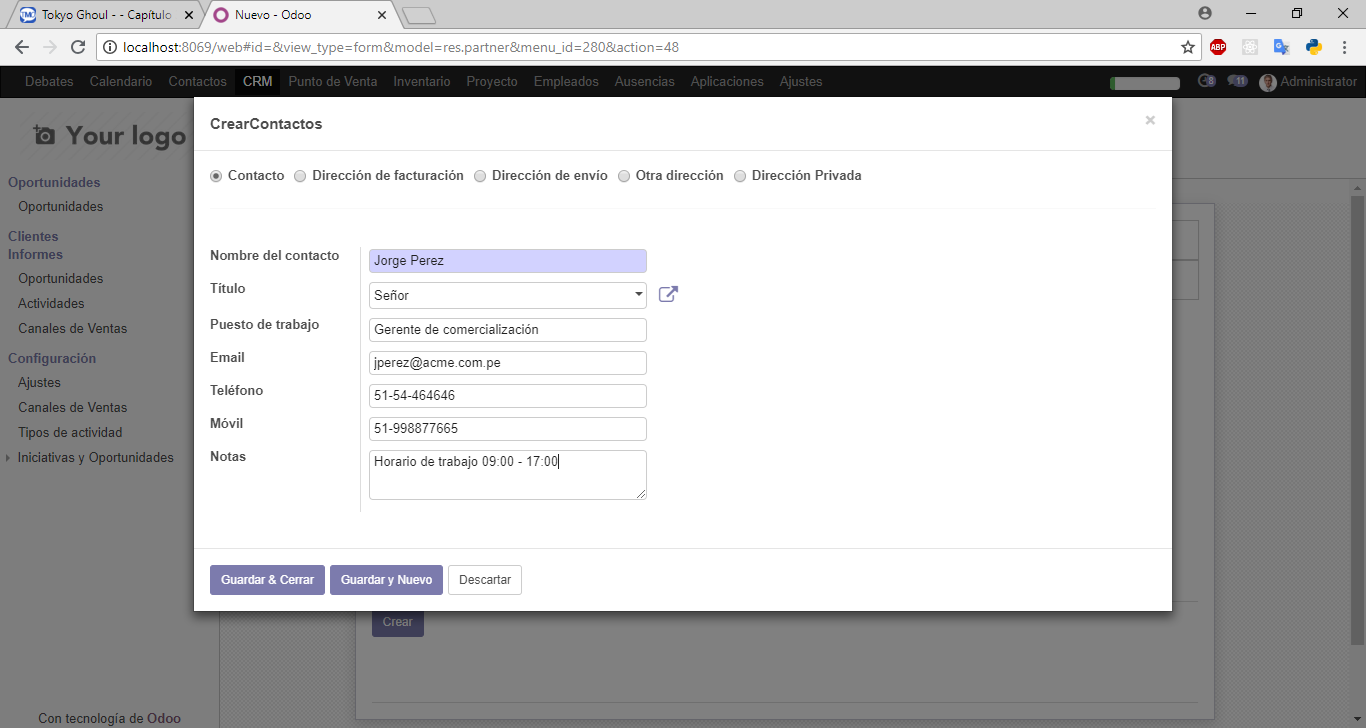 Tokyo Ghoul - - Capítulo
Nuevo - Odoo
localhost:8069/web#id=&view_type=form&model=res.partner&menu_id=280&action=48
ABP
Debates Calendario Contactos CRM Punto de Venta Inventario Proyecto Empleados Ausencias Aplicaciones Ajustes 8 11 Administrator
Your logo
Oportunidades
Oportunidades
Clientes
Informes
Oportunidades
Actividades
Canales de Ventas
Configuración
Ajustes
Canales de Ventas
Tipos de actividad
Iniciativas y Oportunidades
Con tecnología de Odoo
CrearContactos ×
Contacto Dirección de facturación Dirección de envío Otra dirección Dirección Privada
Nombre del contacto Jorge Perez
Título Señor
Puesto de trabajo Gerente de comercialización
Email jperez@acme.com.pe
Teléfono 51-54-464646
Móvil 51-998877665
Notas Horario de trabajo 09:00 - 17:00
Guardar & Cerrar Guardar y Nuevo Descartar
Crear